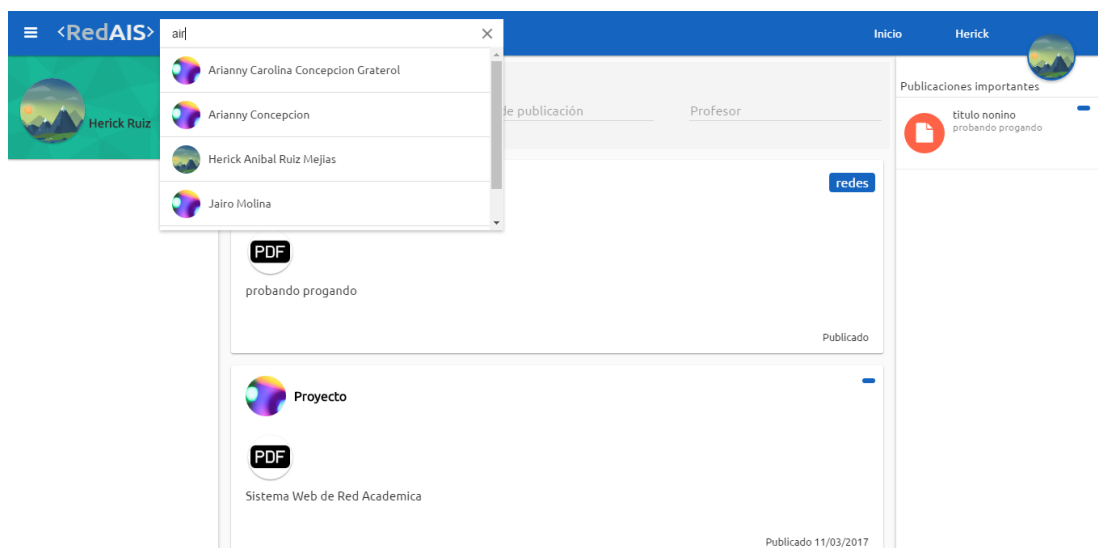 <RedAIS>
air
Inicio
Herick
Arianny Carolina Concepcion Graterol
Arianny Concepcion
Herick Anibal Ruiz Mejias
Jairo Molina
Herick Ruiz
de publicación
Profesor
redes
PDF
probando progando
Publicado
Proyecto
PDF
Sistema Web de Red Academica
Publicado 11/03/2017
Publicaciones importantes
titulo nonino
probando progando